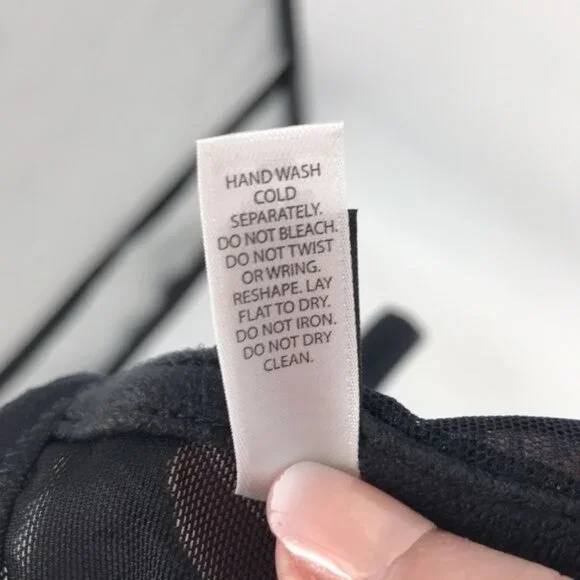 HAND WASH
COLD
SEPARATELY.
DO NOT BLEACH.
DO NOT TWIST
OR WRING.
RESHAPE. LAY
FLAT TO DRY.
DO NOT IRON.
DO NOT DRY
CLEAN.